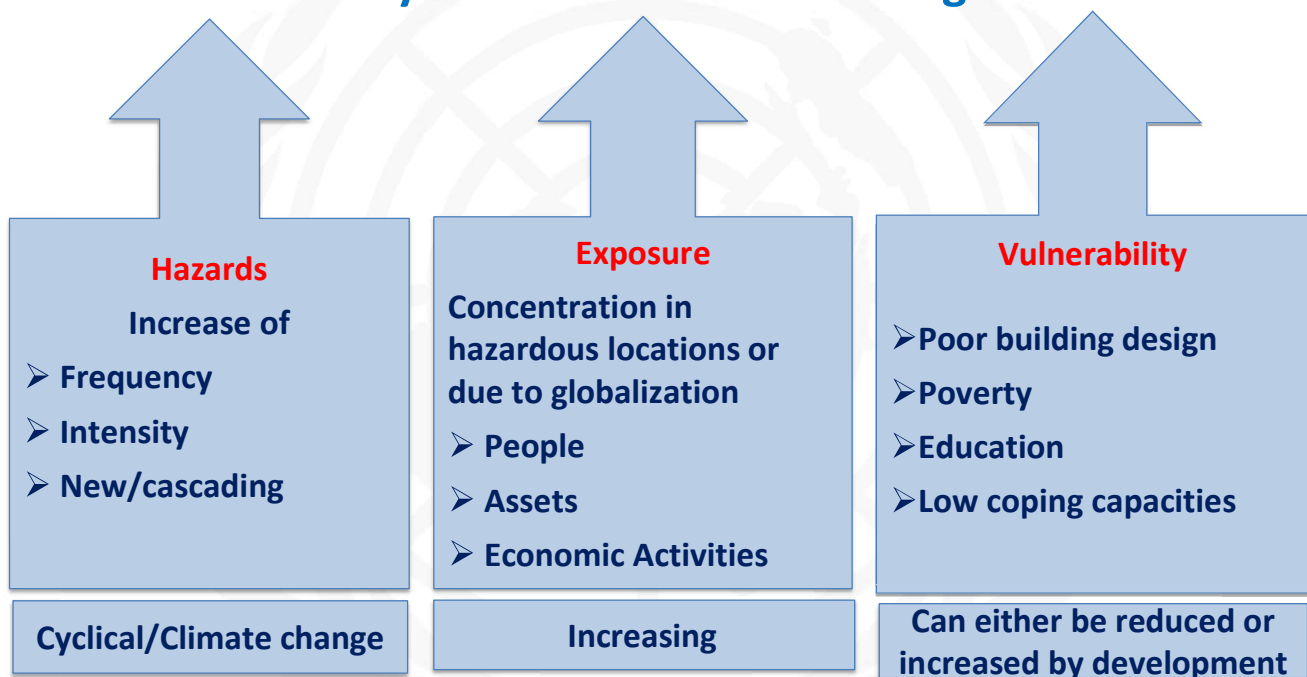 Hazards
Increase of
➢ Frequency
➢ Intensity
➢ New/cascading
Cyclical/Climate change
Exposure
Concentration in
hazardous locations or
due to globalization
➢ People
➢ Assets
➢ Economic Activities
Increasing
Vulnerability
➢Poor building design
➢Poverty
➢Education
➢Low coping capacities
Can either be reduced or
increased by development